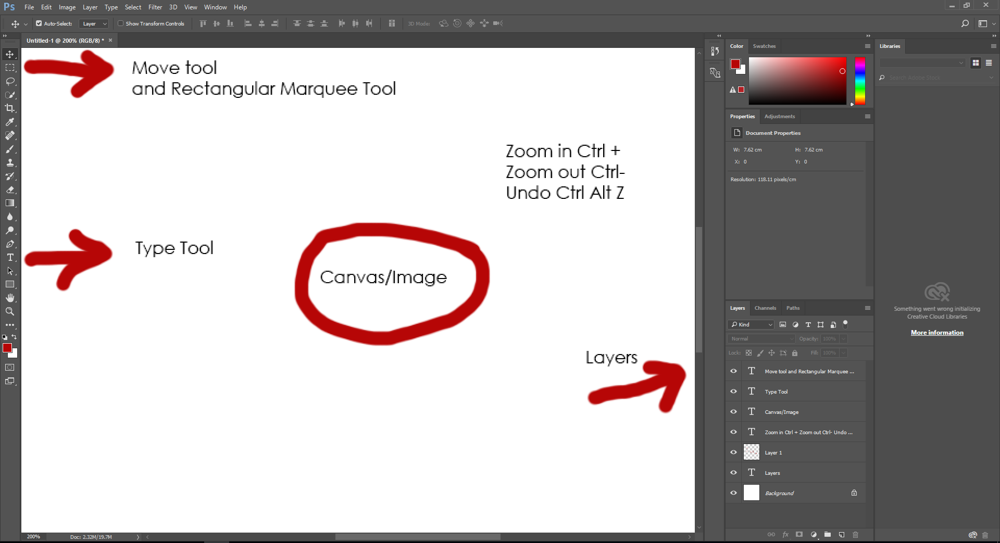 Ps File Edit Image Layer Type Select Filter 3D View Window Help
Auto-Select: Layer Show Transform Controls 3D Mode:
Untitled-1 @ 200% (RGB/8) * ×
Move tool
and Rectangular Marquee Tool
Zoom in Ctrl +
Zoom out Ctrl-
Undo Ctrl Alt Z
Type Tool
Canvas/Image
Layers
200% Doc: 2.32M/19.7M
Color Swatches
Properties Adjustments
Document Properties
W: 7.62 cm H: 7.62 cm
X: 0 Y: 0
Resolution: 118.11 pixels/cm
Layers Channels Paths
Kind
Normal Opacity: 100%
Lock: Fill: 100%
Move tool and Rectangular Marquee ...
Type Tool
Canvas/Image
Zoom in Ctrl + Zoom out Ctrl- Undo ...
Layer 1
Layers
Background
Libraries
Search Adobe Stock
Something went wrong initializing
Creative Cloud Libraries
More information